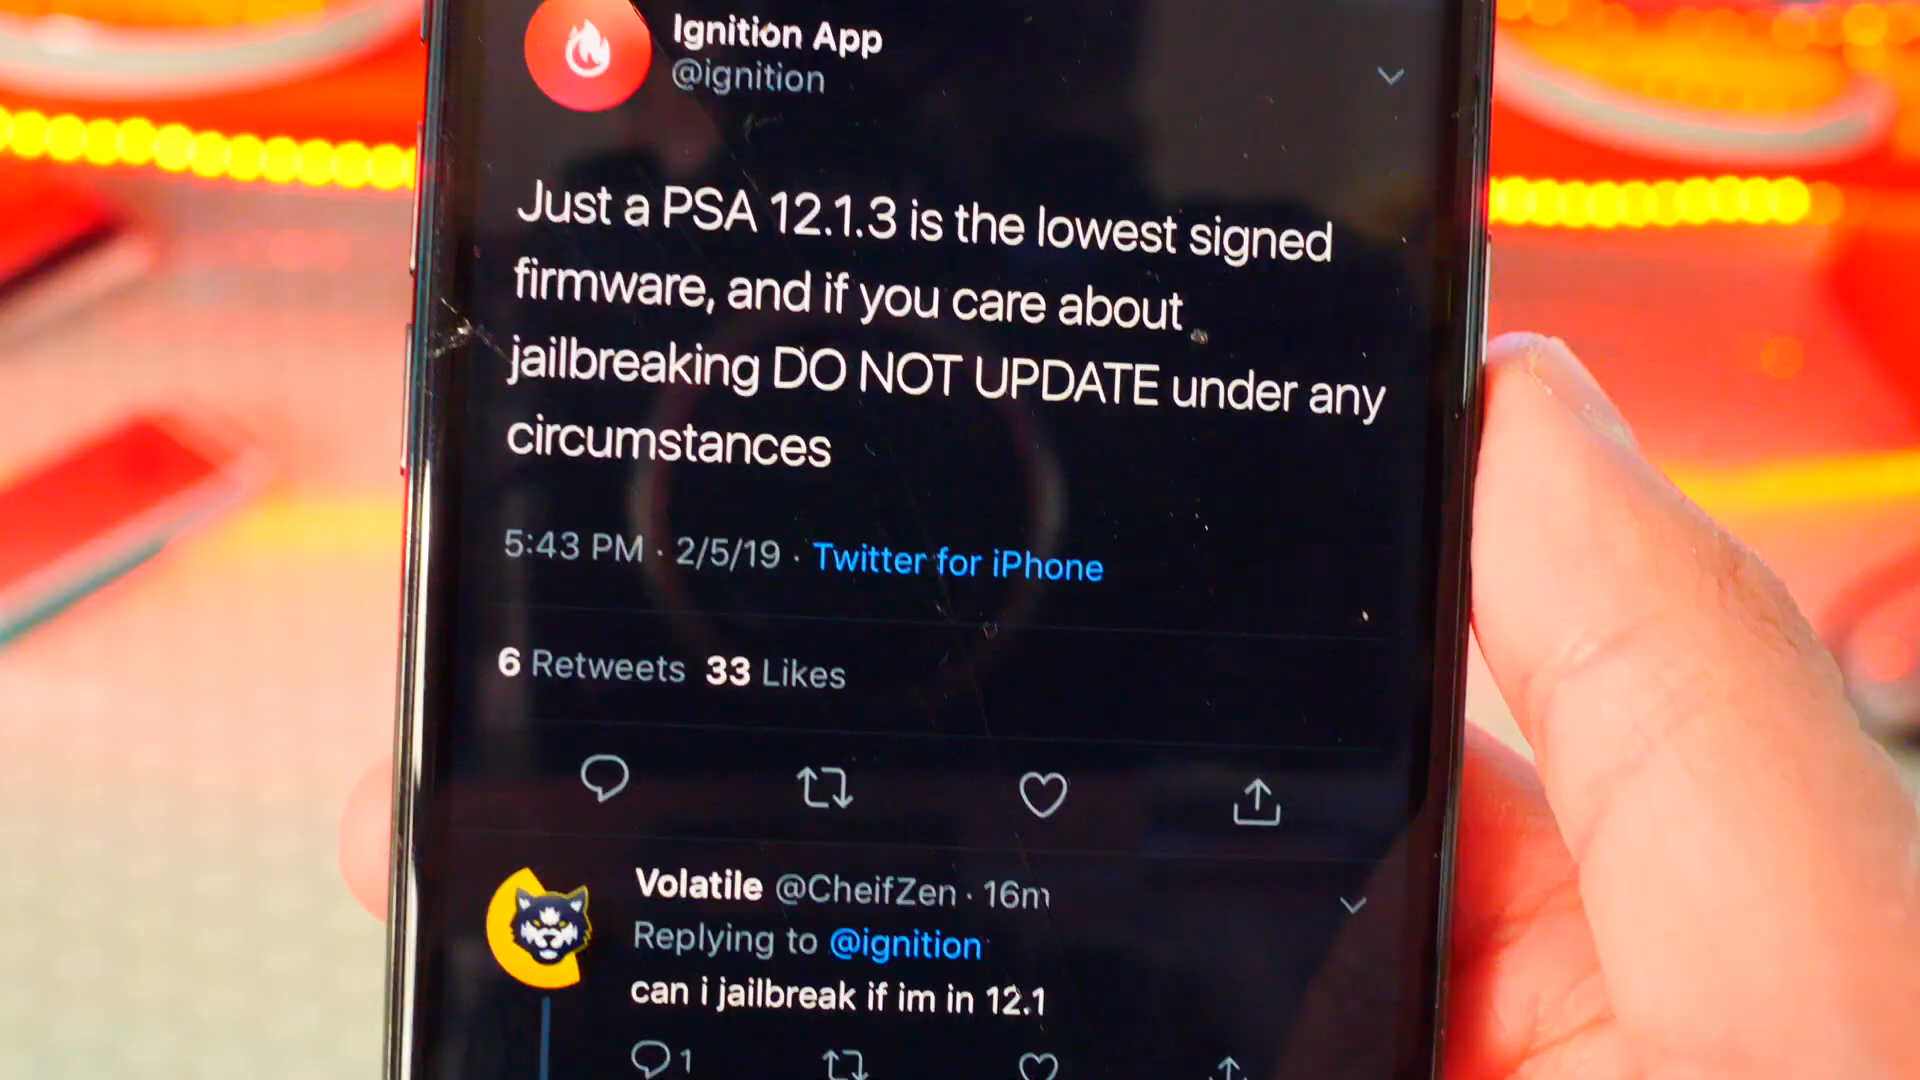 Ignition App
@ignition
Just a PSA 12.1.3 is the lowest signed
firmware, and if you care about
jailbreaking DO NOT UPDATE under any
circumstances
5:43 PM · 2/5/19 · Twitter for iPhone
6 Retweets 33 Likes
Volatile @CheifZen · 16m
Replying to @ignition
can i jailbreak if im in 12.1
1